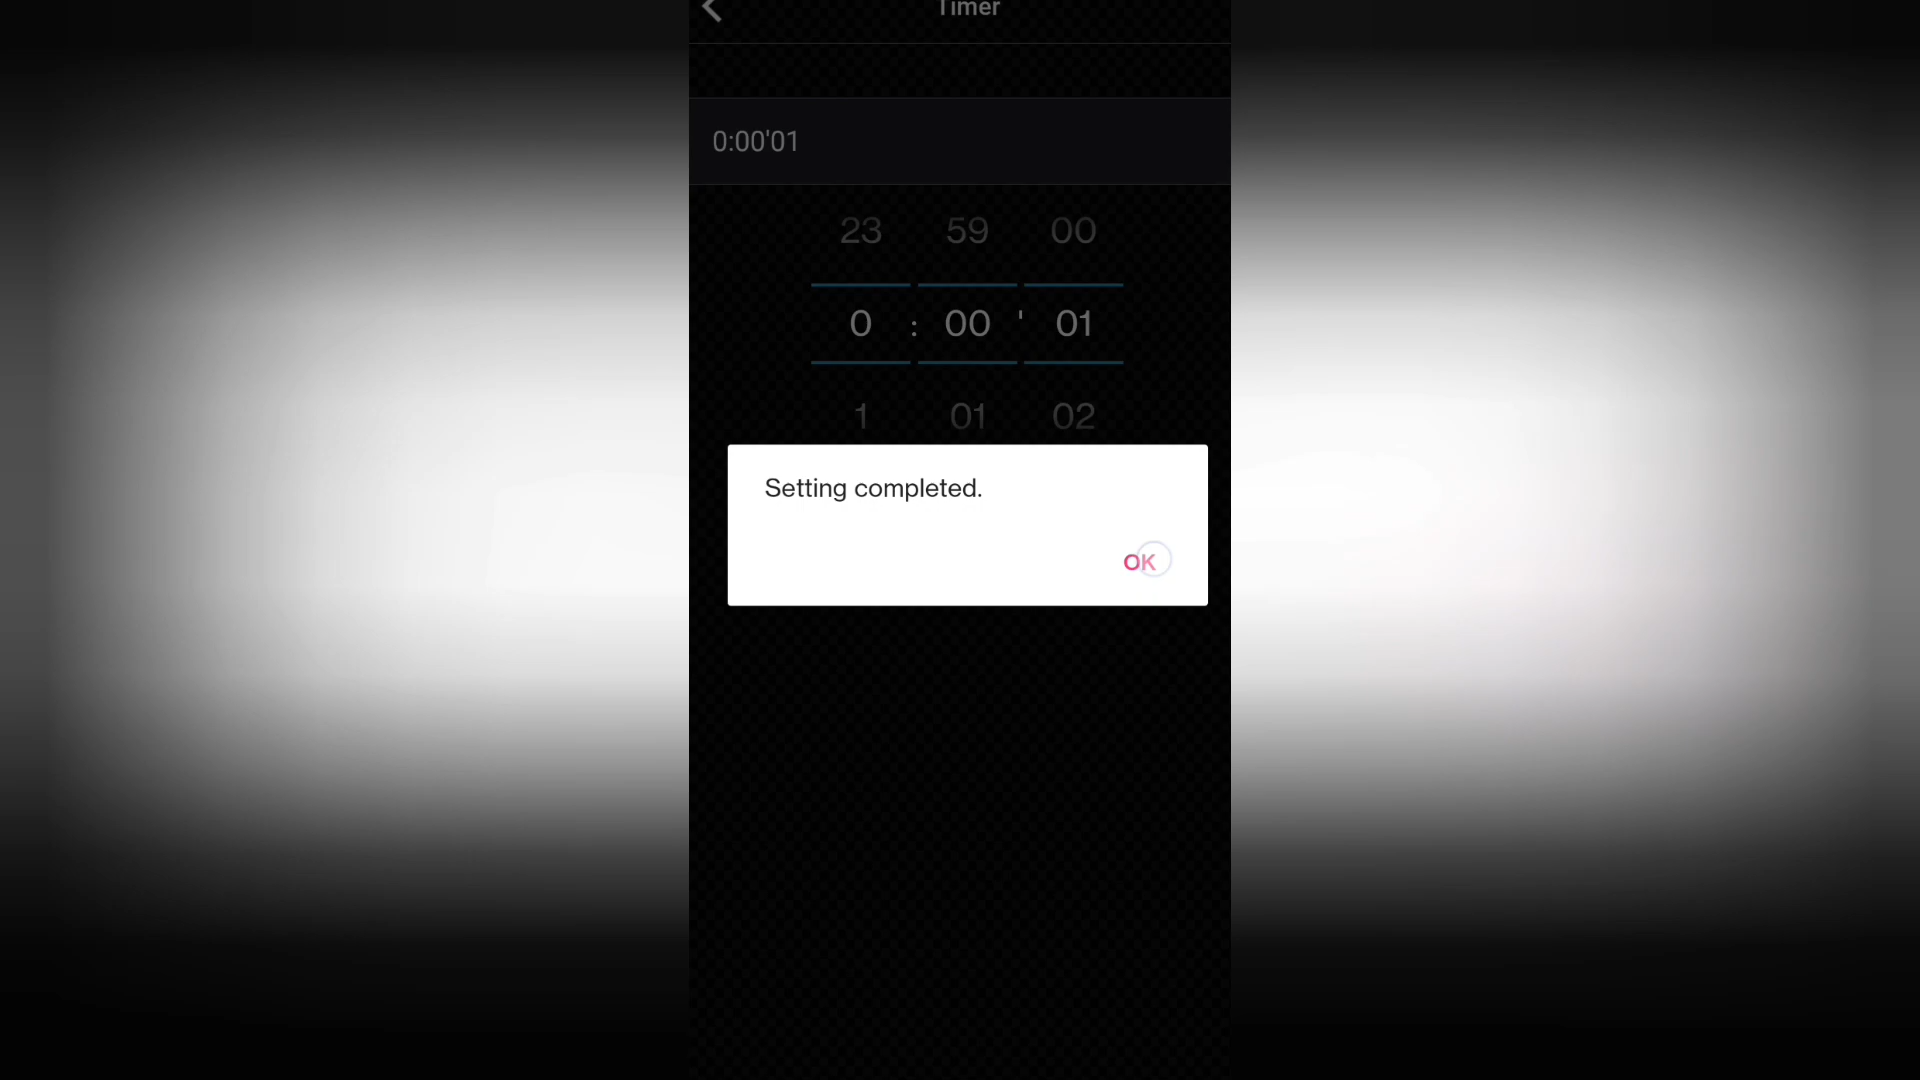 Timer
0:00'01
23 59 00
0 : 00 ' 01
1 01 02
Setting completed.
OK